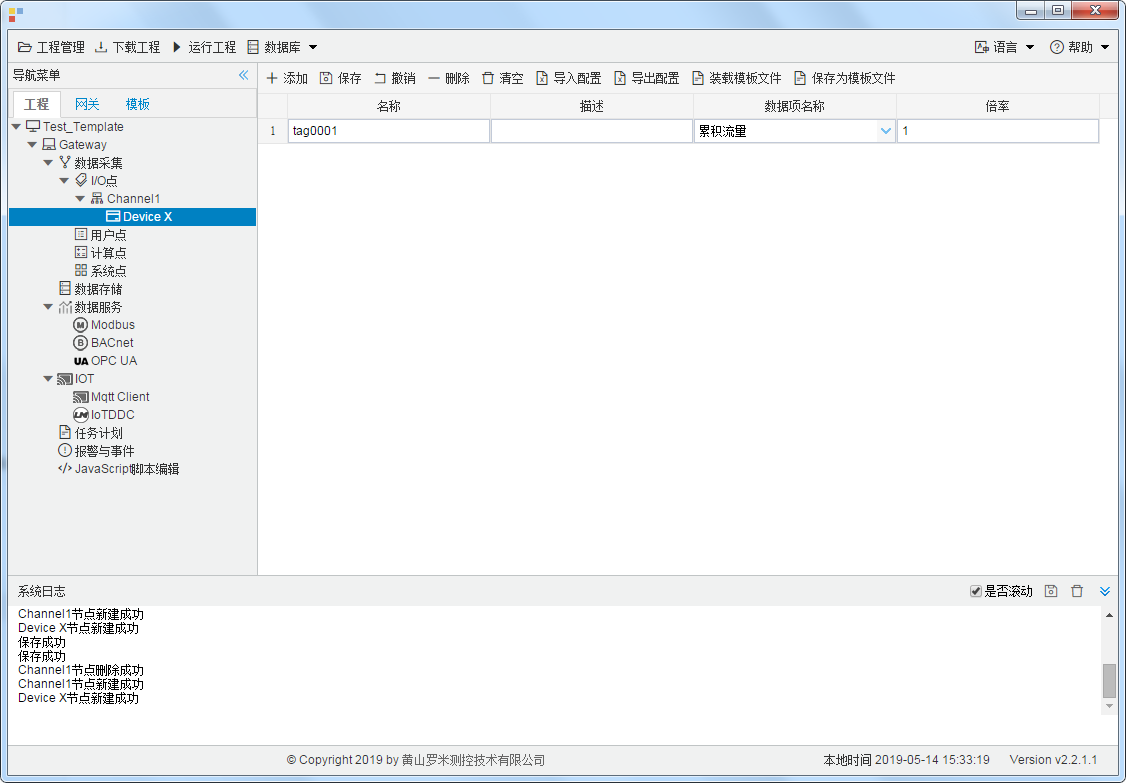 工程管理 下载工程 运行工程 数据库 语言 帮助
导航菜单
添加 保存 撤销 删除 清空 导入配置 导出配置 装载模板文件 保存为模板文件
工程 网关 模板
名称 描述 数据项名称 倍率
1 tag0001 累积流量 1
Test_Template
Gateway
数据采集
I/O点
Channel1
Device X
用户点
计算点
系统点
数据存储
数据服务
M Modbus
B BACnet
UA OPC UA
IOT
Mqtt Client
IoTDDC
任务计划
报警与事件
JavaScript脚本编辑
系统日志 是否滚动
Channel1节点新建成功
Device X节点新建成功
保存成功
保存成功
Channel1节点删除成功
Channel1节点新建成功
Device X节点新建成功
© Copyright 2019 by 黄山罗米测控技术有限公司 本地时间 2019-05-14 15:33:19 Version v2.2.1.1